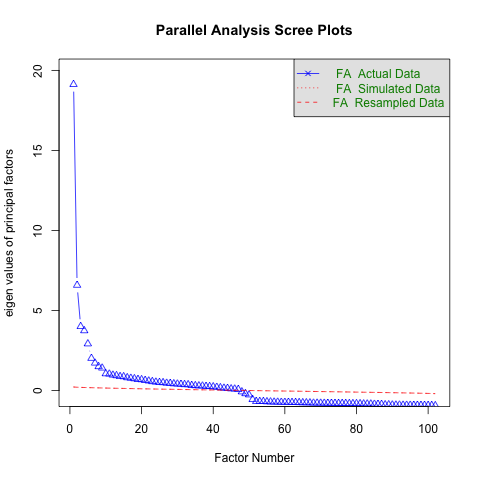 Parallel Analysis Scree Plots
FA Actual Data
FA Simulated Data
FA Resampled Data
eigen values of principal factors
20
15
10
5
0
0 20 40 60 80 100
Factor Number